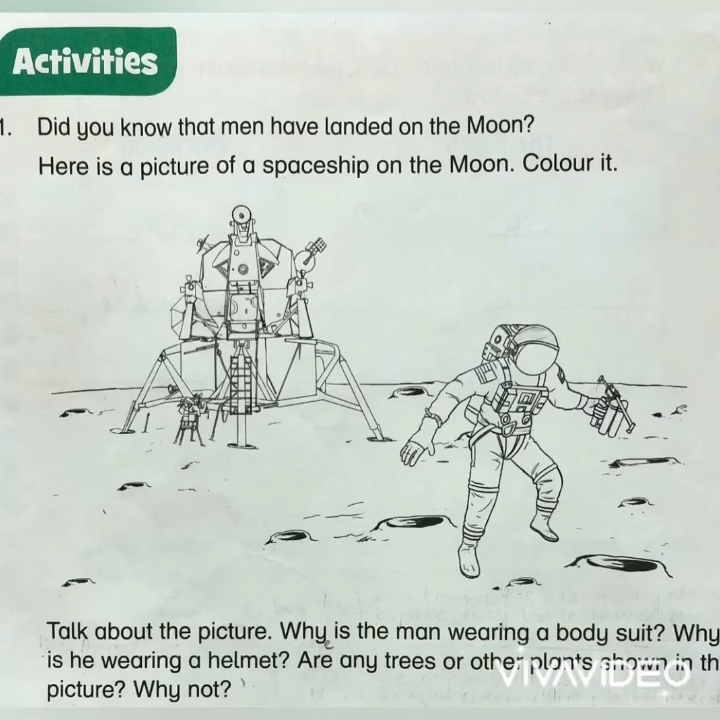 Activities
1. Did you know that men have landed on the Moon?
Here is a picture of a spaceship on the Moon. Colour it.
Talk about the picture. Why is the man wearing a body suit? Why
is he wearing a helmet? Are any trees or other plants shown in th
picture? Why not?
VIVAVIDEO